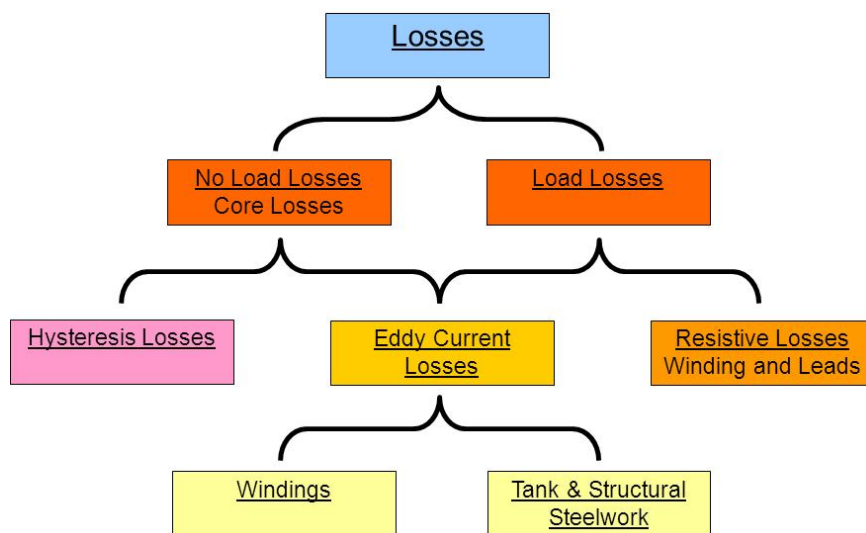 Losses
No Load Losses
Core Losses
Load Losses
Hysteresis Losses
Eddy Current
Losses
Resistive Losses
Winding and Leads
Windings
Tank & Structural
Steelwork